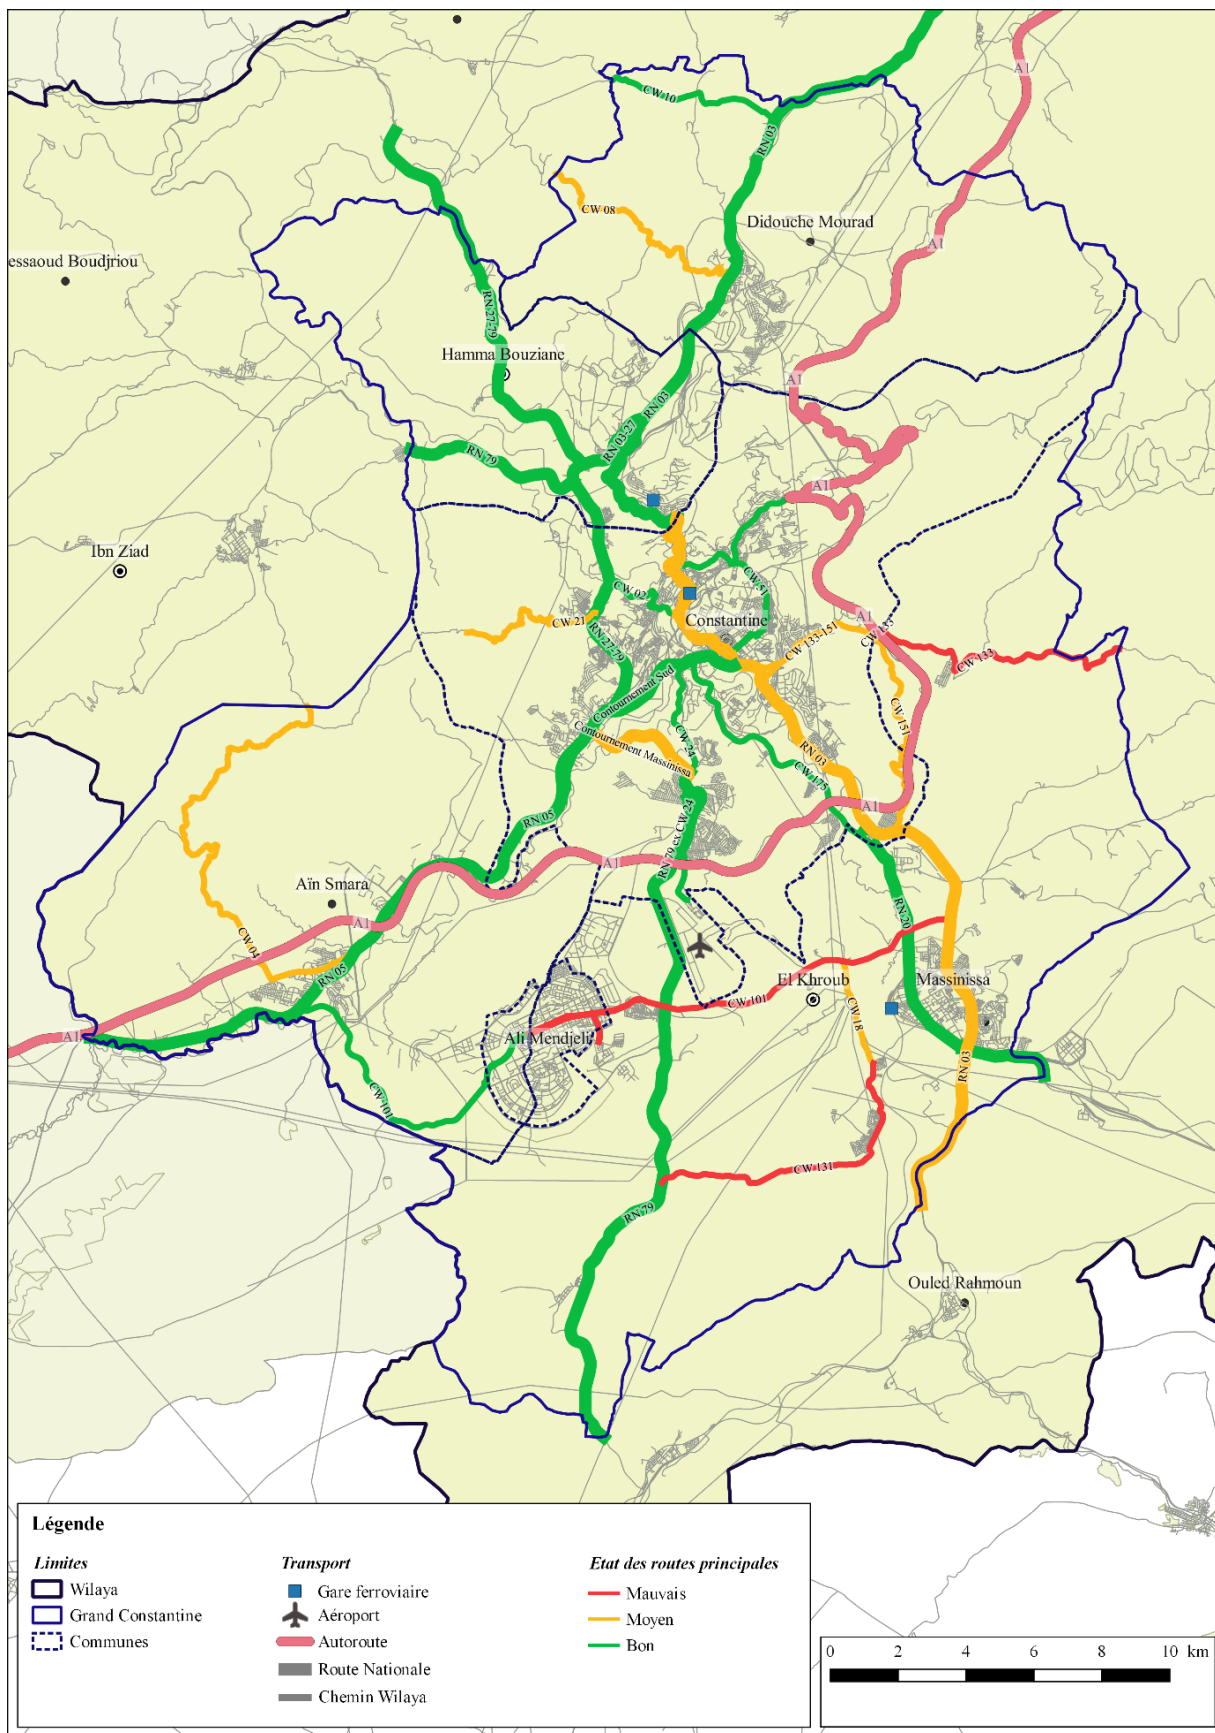 A1
CW 10
RN 03
CW 08
Didouche Mourad
A1
essaoud Boudjriou
RN 27-79
Hamma Bouziane
A1
RN 03
RN 03-27
RN 79
A1
Ibn Ziad
CW 51
CW 02
Constantine
A1
CW 21
CW 133-151
CW 133
RN 27-79
CW 133
Contournement Sud
CW 151
Contournement Massinissa
CW 24
RN 03
CW 175
A1
RN 05
RN 79 ex CW 24
A1
Aïn Smara
A1
RN 20
CW 04
RN 05
El Khroub
Massinissa
CW 101
CW 18
A1
Ali Mendjeli
RN 03
CW 101
CW 131
RN 79
Ouled Rahmoun
Légende
Limites
Wilaya
Grand Constantine
Communes
Transport
Gare ferroviaire
Aéroport
Autoroute
Route Nationale
Chemin Wilaya
Etat des routes principales
Mauvais
Moyen
Bon
0 2 4 6 8 10 km